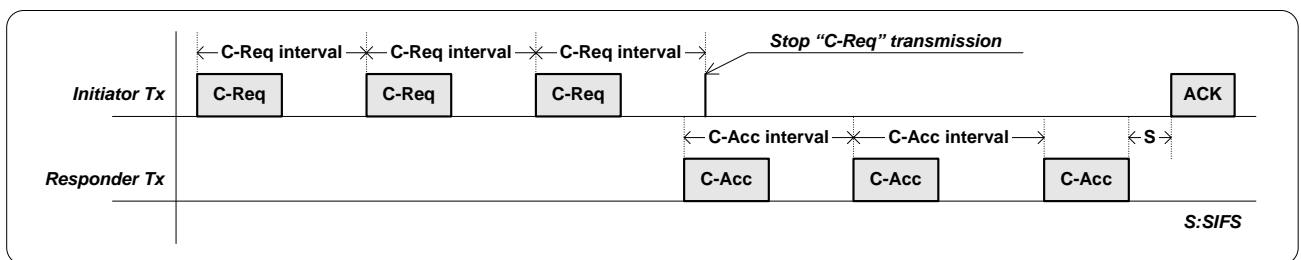 Stop “C-Req” transmission
C-Req interval C-Req interval C-Req interval
Initiator Tx C-Req C-Req C-Req ACK
C-Acc interval C-Acc interval S
Responder Tx C-Acc C-Acc C-Acc
S:SIFS